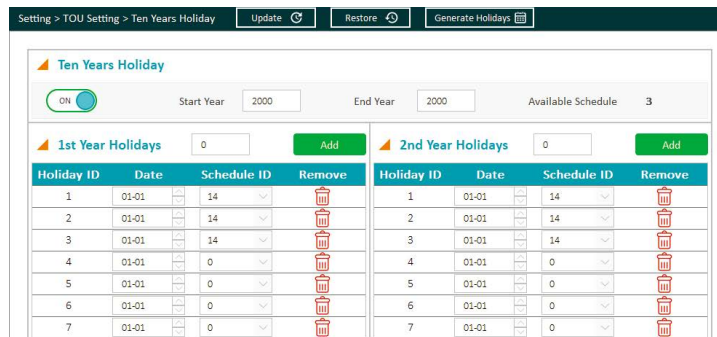 Setting > TOU Setting > Ten Years Holiday Update Restore Generate Holidays
Ten Years Holiday
ON Start Year 2000 End Year 2000 Available Schedule 3
1st Year Holidays 0 Add 2nd Year Holidays 0 Add
Holiday ID Date Schedule ID Remove Holiday ID Date Schedule ID Remove
1 01-01 14 1 01-01 14
2 01-01 14 2 01-01 14
3 01-01 14 3 01-01 14
4 01-01 0 4 01-01 0
5 01-01 0 5 01-01 0
6 01-01 0 6 01-01 0
7 01-01 0 7 01-01 0